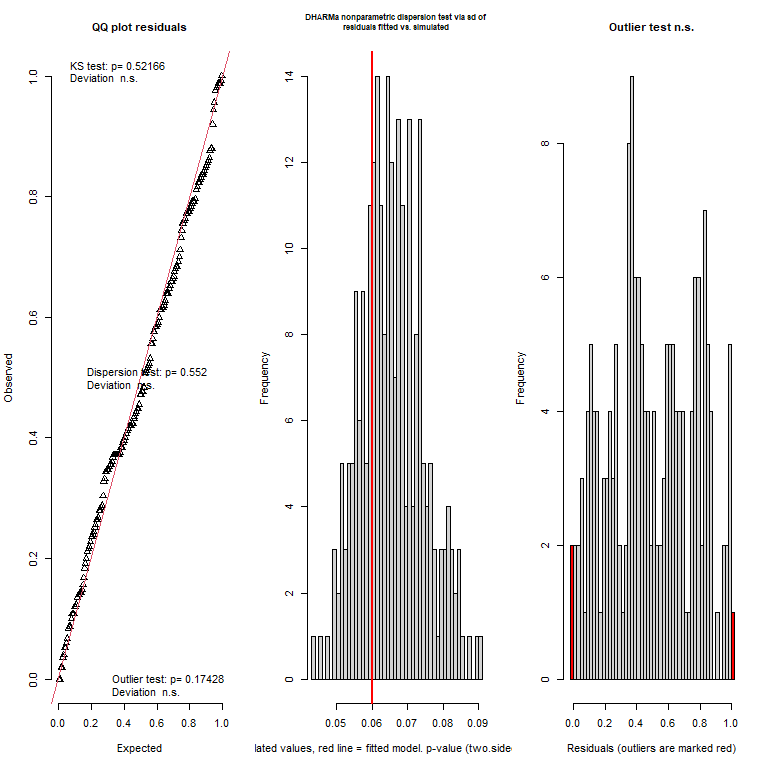 QQ plot residuals
KS test: p= 0.52166
Deviation n.s.
Dispersion test: p= 0.552
Deviation n.s.
Outlier test: p= 0.17428
Deviation n.s.
Observed
0.0
0.2
0.4
0.6
0.8
1.0
0.0
0.2
0.4
0.6
0.8
1.0
Expected
DHARMa nonparametric dispersion test via sd of
residuals fitted vs. simulated
Frequency
0
2
4
6
8
10
12
14
0.05
0.06
0.07
0.08
0.09
lated values, red line = fitted model. p-value (two.side
Outlier test n.s.
Frequency
0
2
4
6
8
0.0
0.2
0.4
0.6
0.8
1.0
Residuals (outliers are marked red)